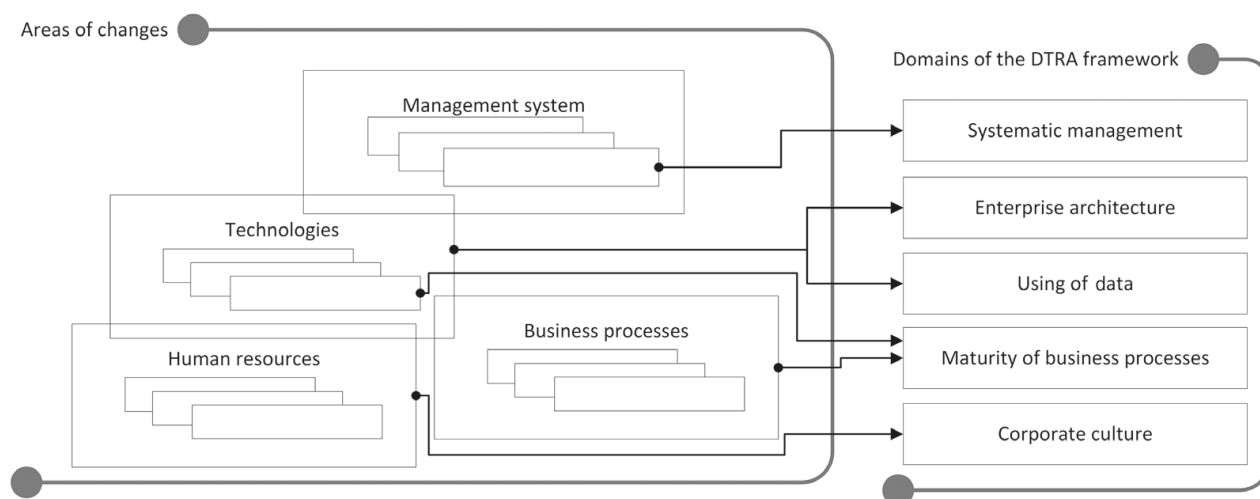 Areas of changes
Domains of the DTRA framework
Management system
Systematic management
Technologies
Enterprise architecture
Using of data
Business processes
Human resources
Maturity of business processes
Corporate culture